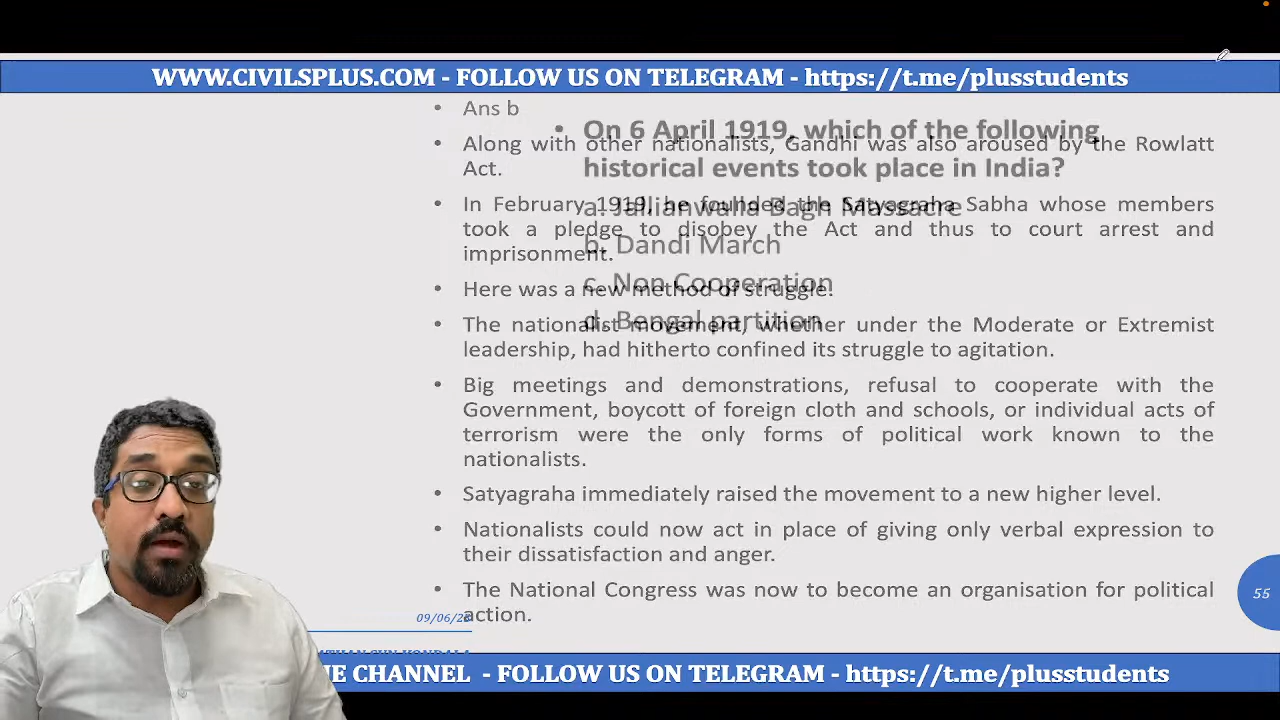 WWW.CIVILSPLUS.COM - FOLLOW US ON TELEGRAM - https://t.me/plusstudents
• Ans b
• Along with other nationalists, Gandhi was also aroused by the Rowlatt
Act.
• In February 1919, he founded the Satyagraha Sabha whose members
took a pledge to disobey the Act and thus to court arrest and
imprisonment.
• Here was a new method of struggle.
• The nationalist movement, whether under the Moderate or Extremist
leadership, had hitherto confined its struggle to agitation.
• Big meetings and demonstrations, refusal to cooperate with the
Government, boycott of foreign cloth and schools, or individual acts of
terrorism were the only forms of political work known to the
nationalists.
• Satyagraha immediately raised the movement to a new higher level.
• Nationalists could now act in place of giving only verbal expression to
their dissatisfaction and anger.
• The National Congress was now to become an organisation for political
action.
• On 6 April 1919, which of the following
historical events took place in India?
a. Jallianwalla Bagh Massacre
b. Dandi March
c. Non Cooperation
d. Bengal partition
55
CHANNEL - FOLLOW US ON TELEGRAM - https://t.me/plusstudents